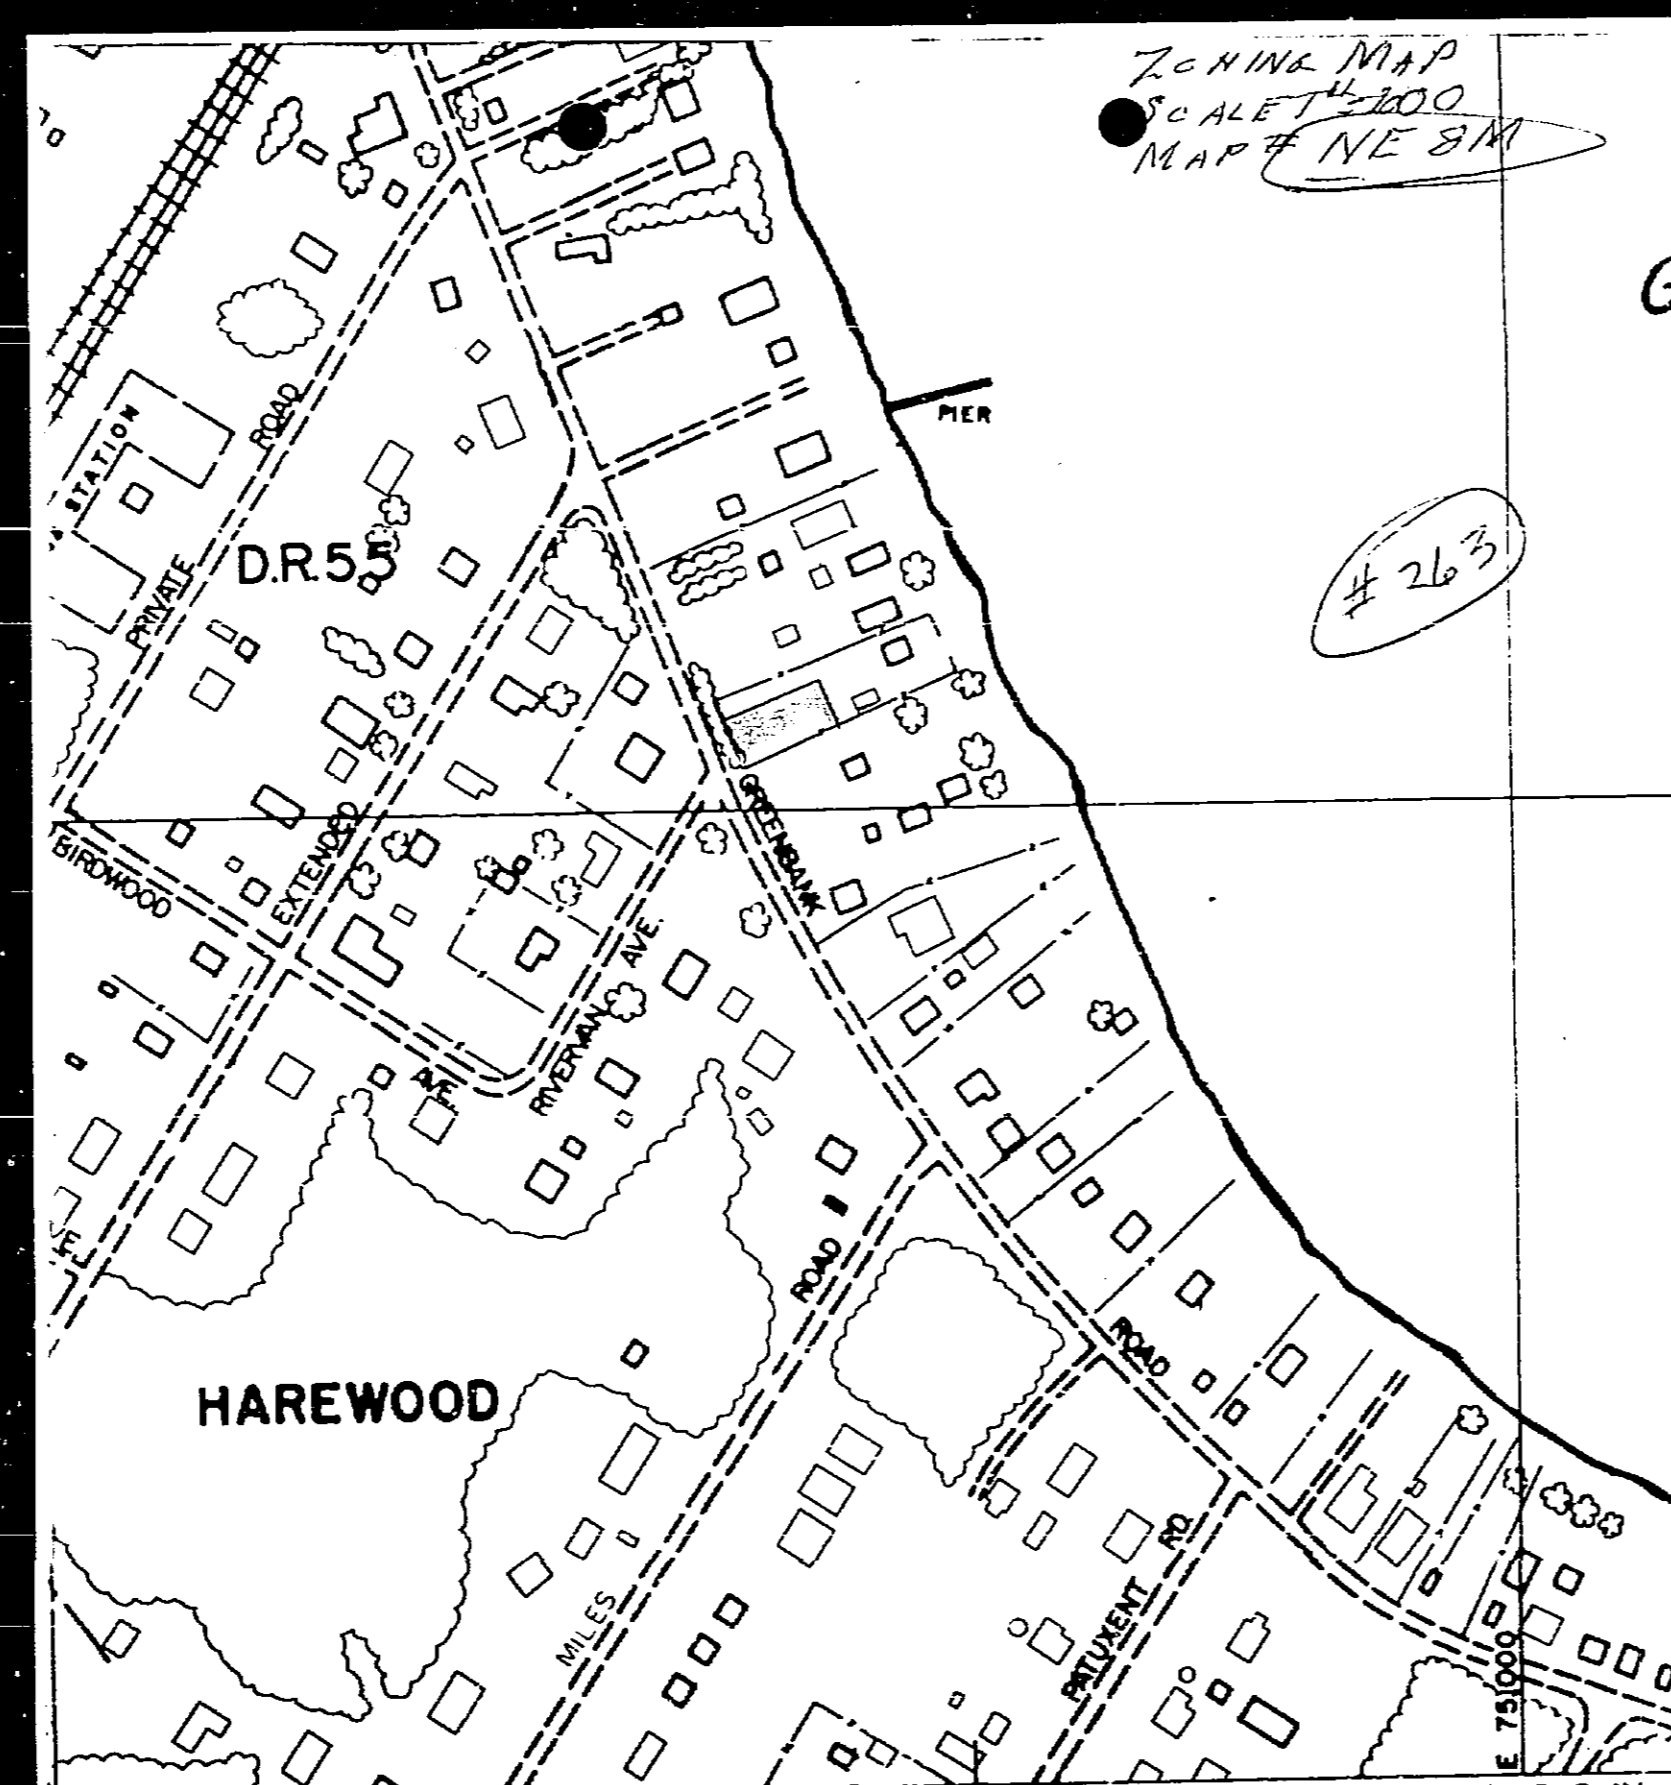 ZONING MAP
SCALE 1"=200
MAP # NE 8M
PIER
STATION
ROAD
PRIVATE
D.R. 5.5
# 263
GREENBANK
BIRDWOOD
EXTENDED
AVE.
RIVERVAN
AVE.
ROAD
HAREWOOD
ROAD
MILES
RD.
PATUXENT
E 751000